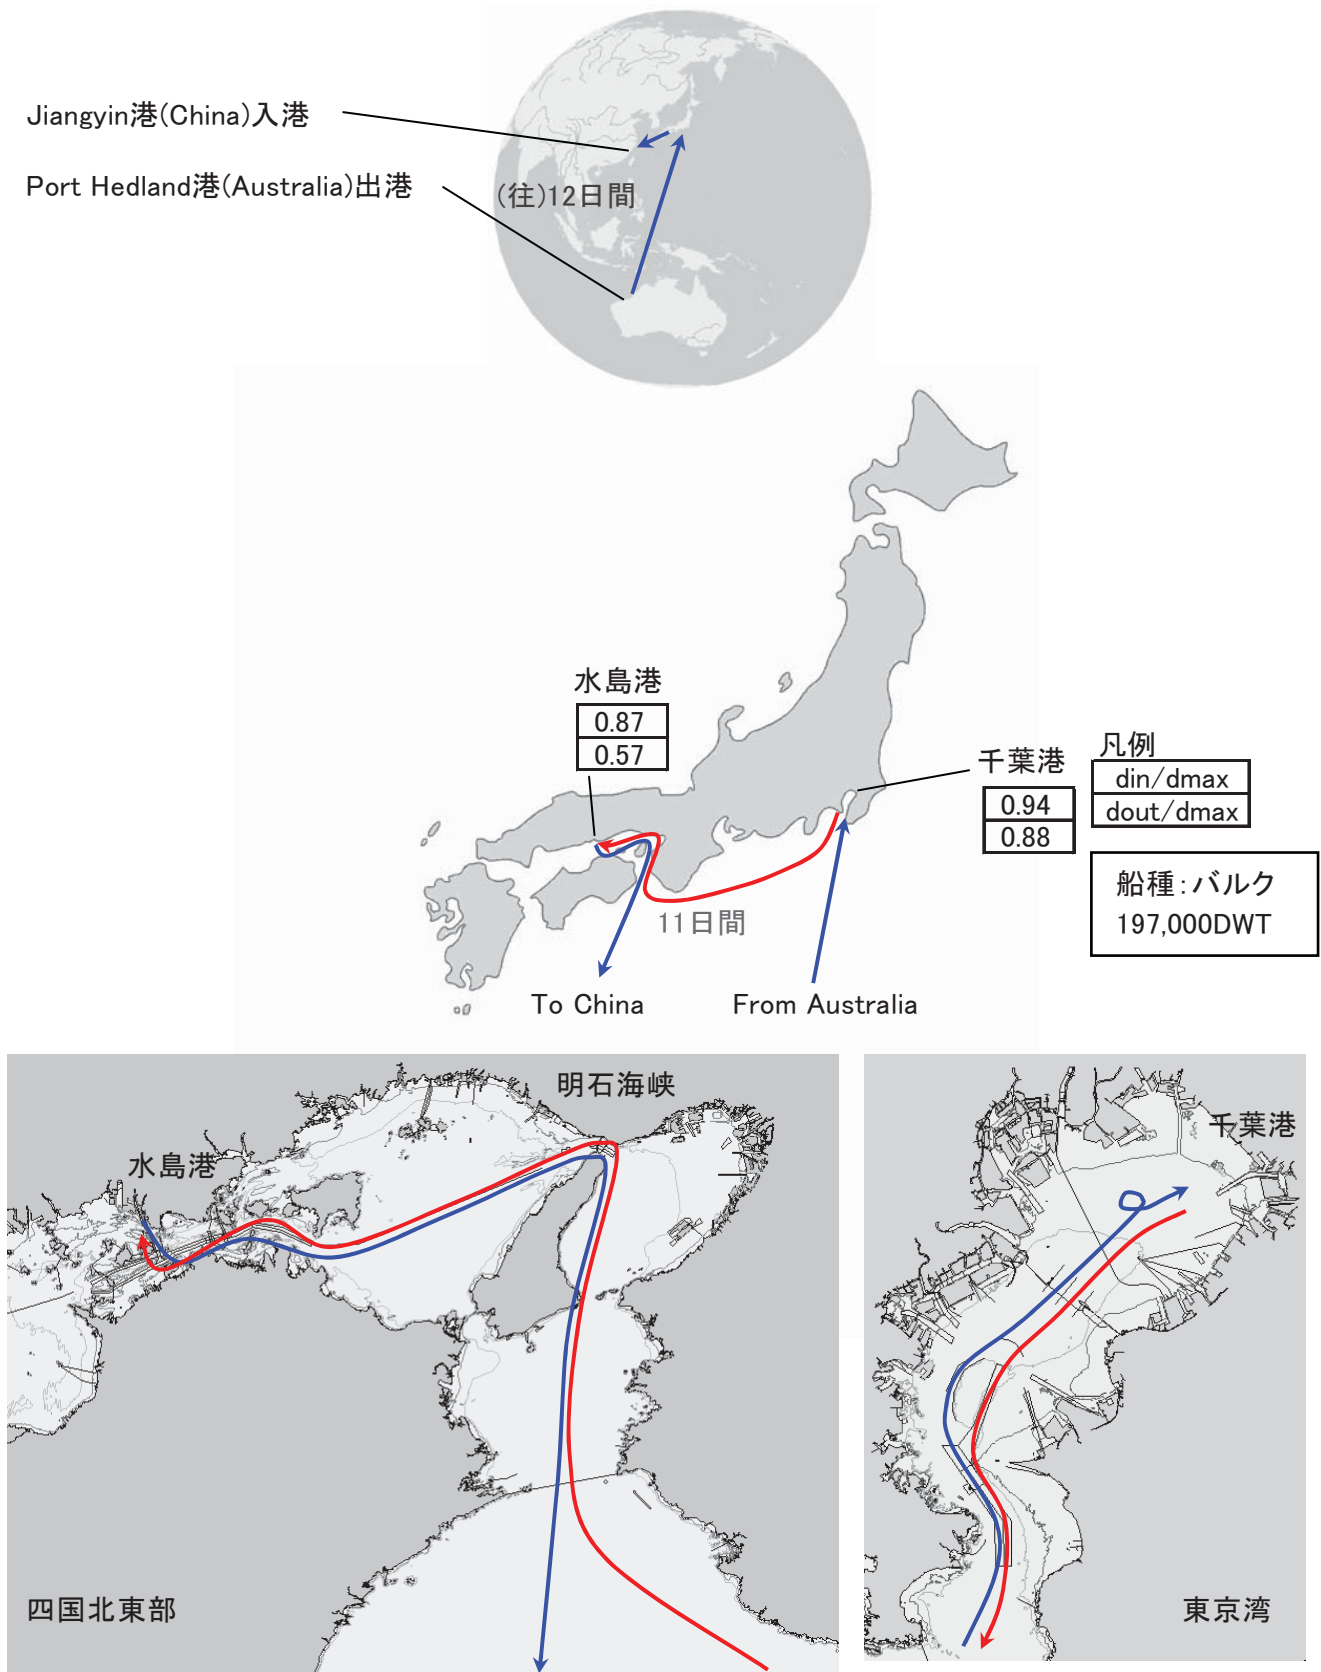 Jiangyin港(China)入港
Port Hedland港(Australia)出港
(往)12日間
水島港
0.87
0.57
千葉港
0.94
0.88
凡例
din/dmax
dout/dmax
船種:バルク
197,000DWT
11日間
To China
From Australia
明石海峡
水島港
四国北東部
千葉港
東京湾